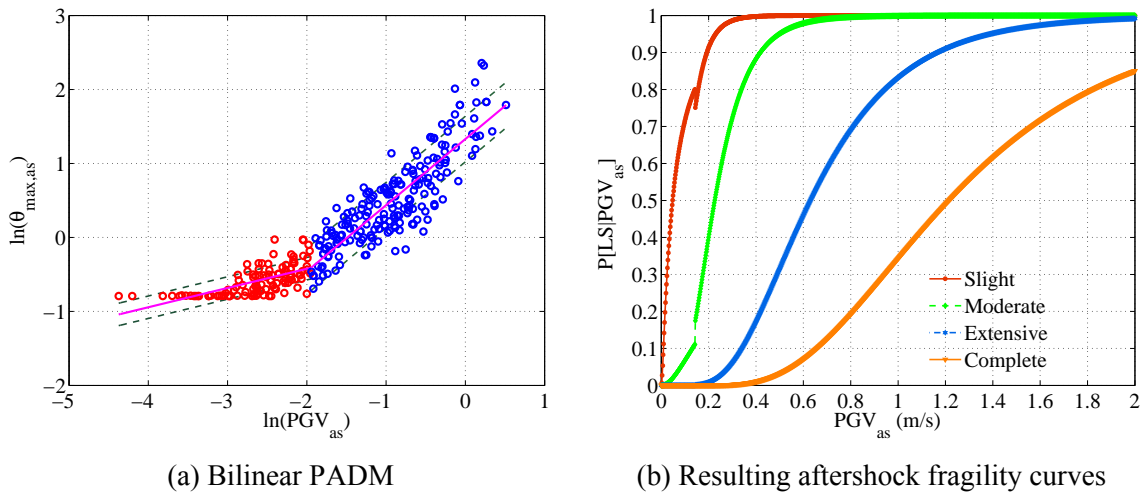 3
2
1
0
−1
−2
ln(θmax,as)
−5 −4 −3 −2 −1 0 1
ln(PGVas)
(a) Bilinear PADM
1
0.9
0.8
0.7
0.6
0.5
0.4
0.3
0.2
0.1
0
P[LS|PGVas]
Slight
Moderate
Extensive
Complete
0 0.2 0.4 0.6 0.8 1 1.2 1.4 1.6 1.8 2
PGVas (m/s)
(b) Resulting aftershock fragility curves